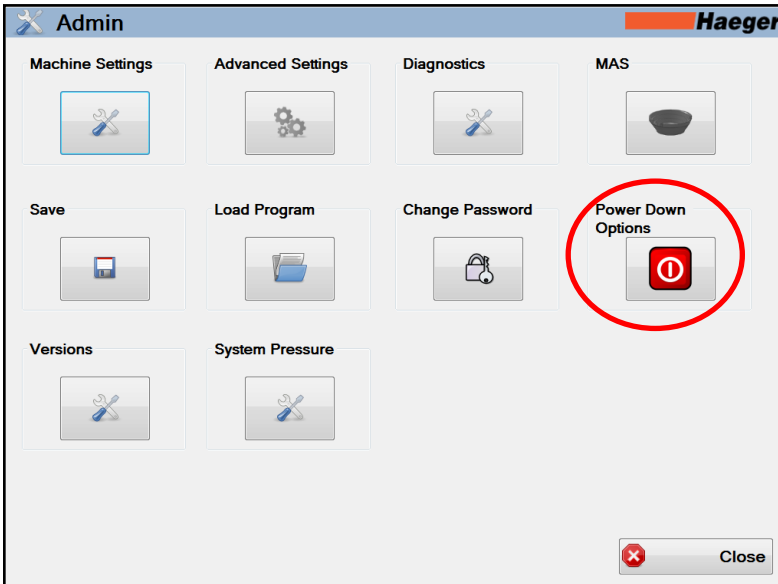 Admin
Haeger
Machine Settings
Advanced Settings
Diagnostics
MAS
Save
Load Program
Change Password
Power Down
Options
Versions
System Pressure
Close